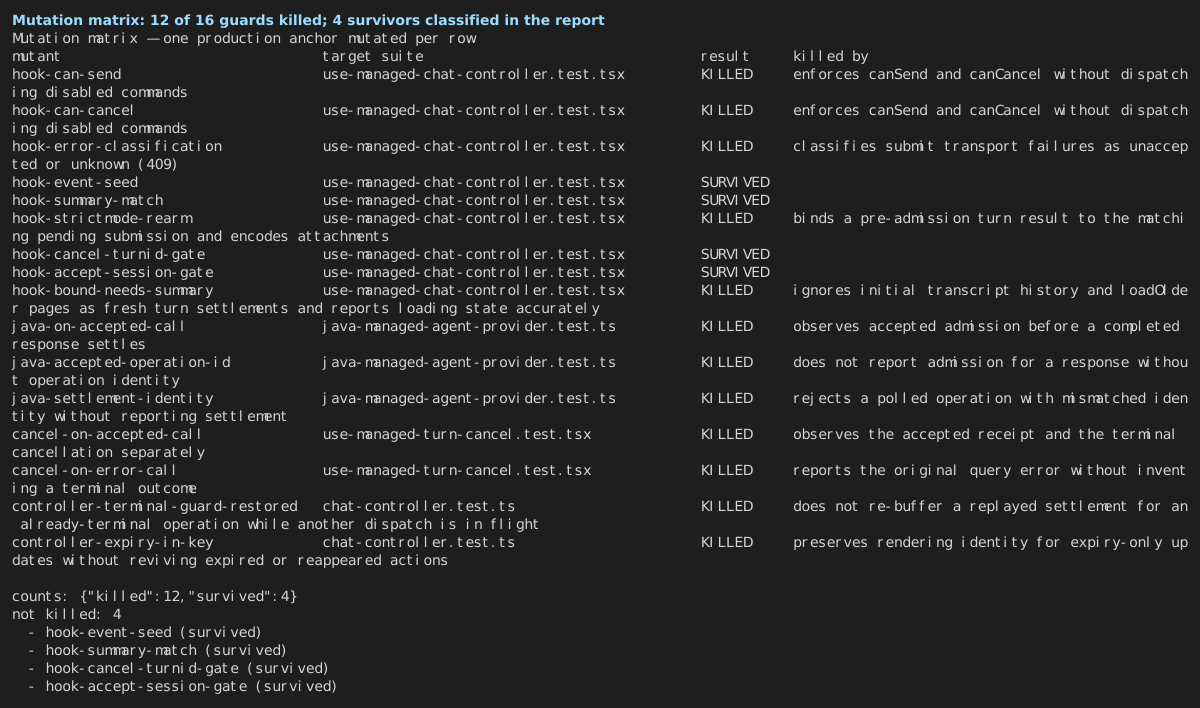 Mutation matrix: 12 of 16 guards killed; 4 survivors classified in the report
Mutation matrix — one production anchor mutated per row
mutant target suite result killed by
hook-can-send use-managed-chat-controller.test.tsx KILLED enforces canSend and canCancel without dispatch
ing disabled commands
hook-can-cancel use-managed-chat-controller.test.tsx KILLED enforces canSend and canCancel without dispatch
ing disabled commands
hook-error-classification use-managed-chat-controller.test.tsx KILLED classifies submit transport failures as unaccep
ted or unknown (409)
hook-event-seed use-managed-chat-controller.test.tsx SURVIVED
hook-summary-match use-managed-chat-controller.test.tsx SURVIVED
hook-strictmode-rearm use-managed-chat-controller.test.tsx KILLED binds a pre-admission turn result to the matchi
ng pending submission and encodes attachments
hook-cancel-turnid-gate use-managed-chat-controller.test.tsx SURVIVED
hook-accept-session-gate use-managed-chat-controller.test.tsx SURVIVED
hook-bound-needs-summary use-managed-chat-controller.test.tsx KILLED ignores initial transcript history and loadOlde
r pages as fresh turn settlements and reports loading state accurately
java-on-accepted-call java-managed-agent-provider.test.ts KILLED observes accepted admission before a completed
response settles
java-accepted-operation-id java-managed-agent-provider.test.ts KILLED does not report admission for a response withou
t operation identity
java-settlement-identity java-managed-agent-provider.test.ts KILLED rejects a polled operation with mismatched iden
tity without reporting settlement
cancel-on-accepted-call use-managed-turn-cancel.test.tsx KILLED observes the accepted receipt and the terminal
cancellation separately
cancel-on-error-call use-managed-turn-cancel.test.tsx KILLED reports the original query error without invent
ing a terminal outcome
controller-terminal-guard-restored chat-controller.test.ts KILLED does not re-buffer a replayed settlement for an
already-terminal operation while another dispatch is in flight
controller-expiry-in-key chat-controller.test.ts KILLED preserves rendering identity for expiry-only up
dates without reviving expired or reappeared actions
counts: {"killed":12,"survived":4}
not killed: 4
- hook-event-seed (survived)
- hook-summary-match (survived)
- hook-cancel-turnid-gate (survived)
- hook-accept-session-gate (survived)